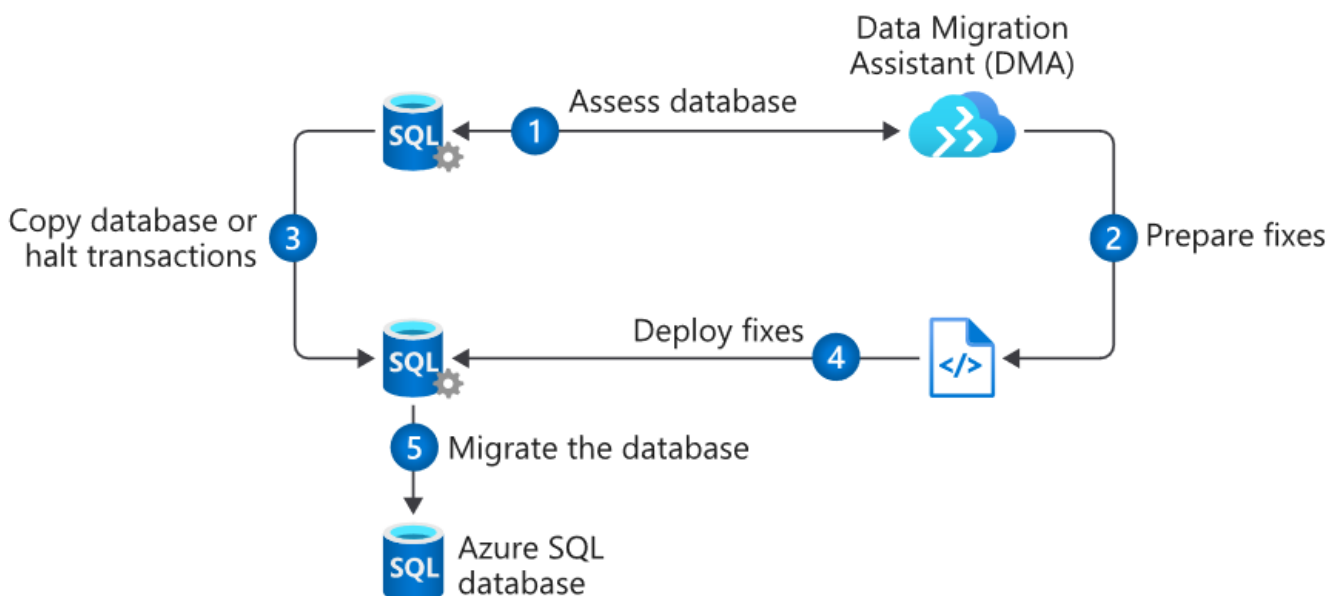 Data Migration
Assistant (DMA)
Assess database
SQL
1
Copy database or
halt transactions
3
2
Prepare fixes
Deploy fixes
SQL
4
</>
5
Migrate the database
SQL
Azure SQL
database